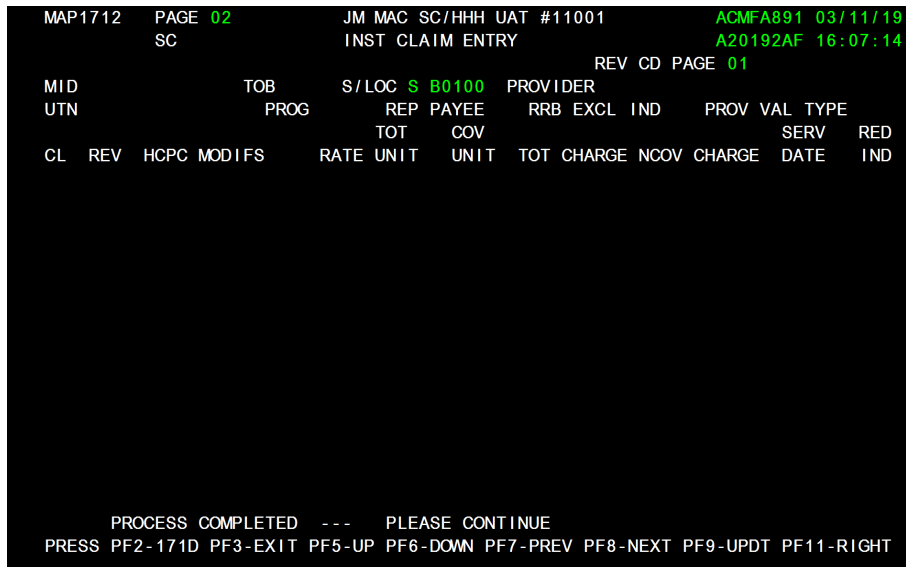 MAP1712 PAGE 02 JM MAC SC/HHH UAT #11001 ACMFA891 03/11/19
SC INST CLAIM ENTRY A20192AF 16:07:14
REV CD PAGE 01
MID TOB S/LOC S B0100 PROVIDER
UTN PROG REP PAYEE RRB EXCL IND PROV VAL TYPE
TOT COV SERV RED
CL REV HCPC MODIFS RATE UNIT UNIT TOT CHARGE NCOV CHARGE DATE IND
PROCESS COMPLETED --- PLEASE CONTINUE
PRESS PF2-171D PF3-EXIT PF5-UP PF6-DOWN PF7-PREV PF8-NEXT PF9-UPDT PF11-RIGHT